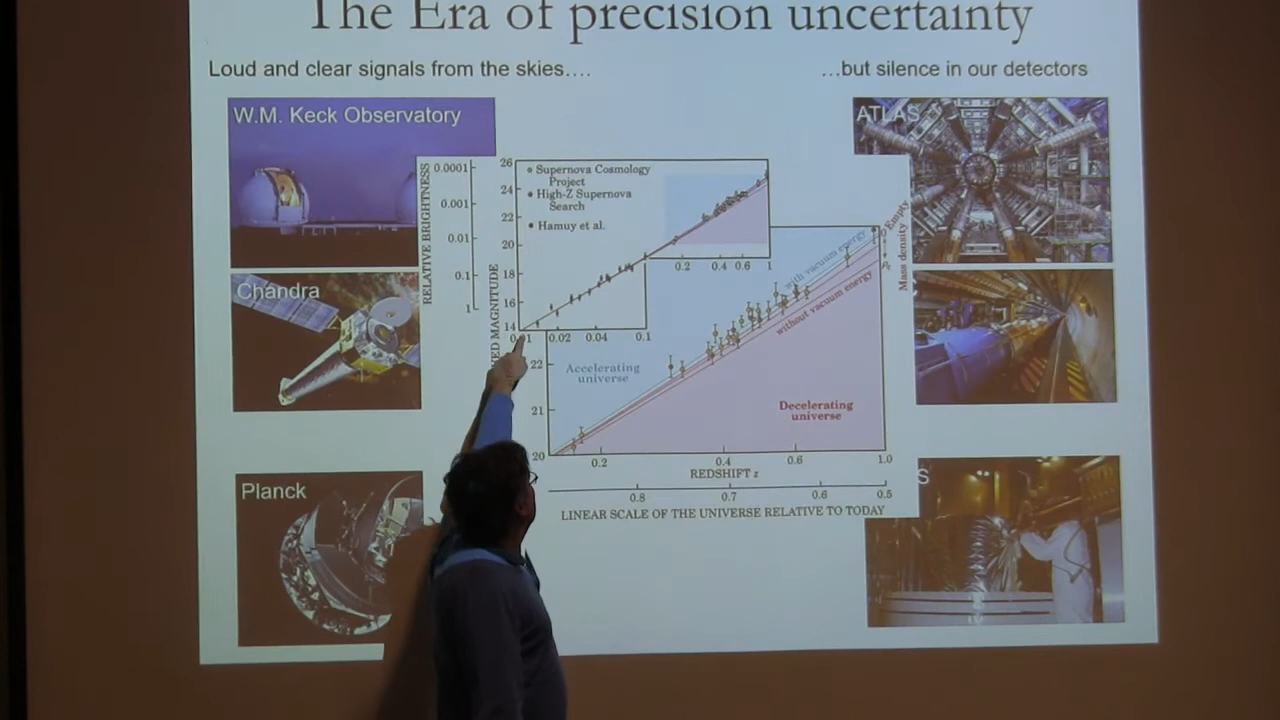 The Era of precision uncertainty
Loud and clear signals from the skies….
…but silence in our detectors
W.M. Keck Observatory
ATLAS
Chandra
Planck
S
RELATIVE BRIGHTNESS
0.0001
0.001
0.01
0.1
1
26
24
22
20
18
16
14
Supernova Cosmology
Project
High-Z Supernova
Search
Hamuy et al.
0.2
0.4
0.6
1
0.02
0.04
0.1
MAGNITUDE
22
21
20
with vacuum energy
without vacuum energy
Empty
Mass density
Accelerating
universe
Decelerating
universe
0.2
0.4
0.6
1.0
REDSHIFT z
0.8
0.7
0.6
0.5
LINEAR SCALE OF THE UNIVERSE RELATIVE TO TODAY